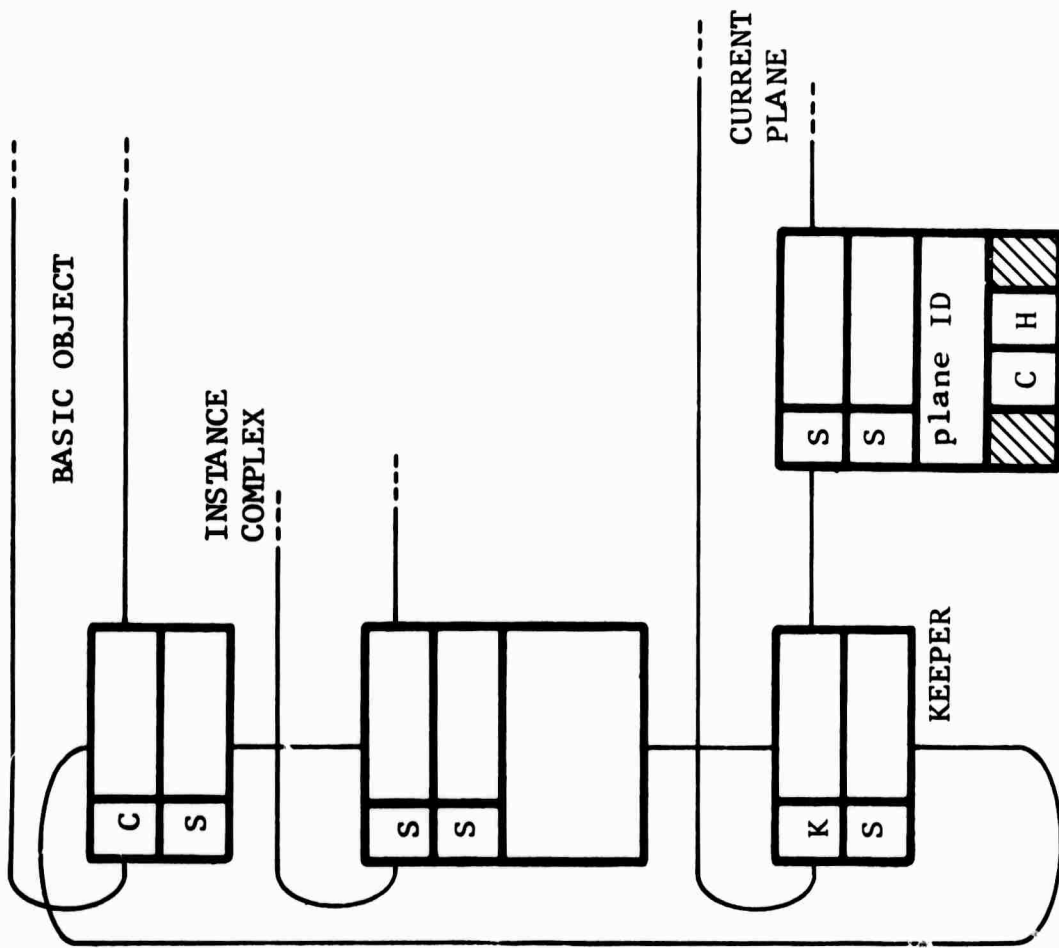 BASIC OBJECT
C
S
INSTANCE
COMPLEX
S
S
CURRENT
PLANE
K
S
KEEPER
S
S
plane ID
C H